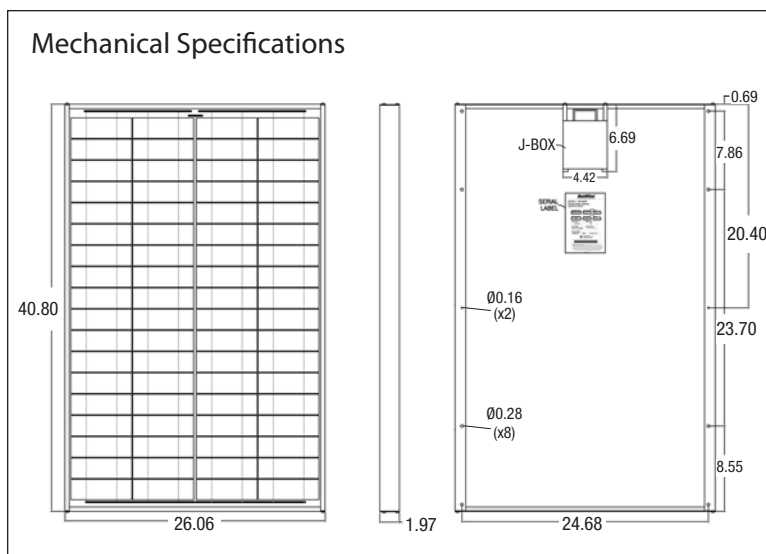 Mechanical Specifications
0.69
J-BOX
6.69
7.86
4.42
SERIAL
LABEL
20.40
40.80
Ø0.16
(x2)
23.70
Ø0.28
(x8)
8.55
26.06
1.97
24.68